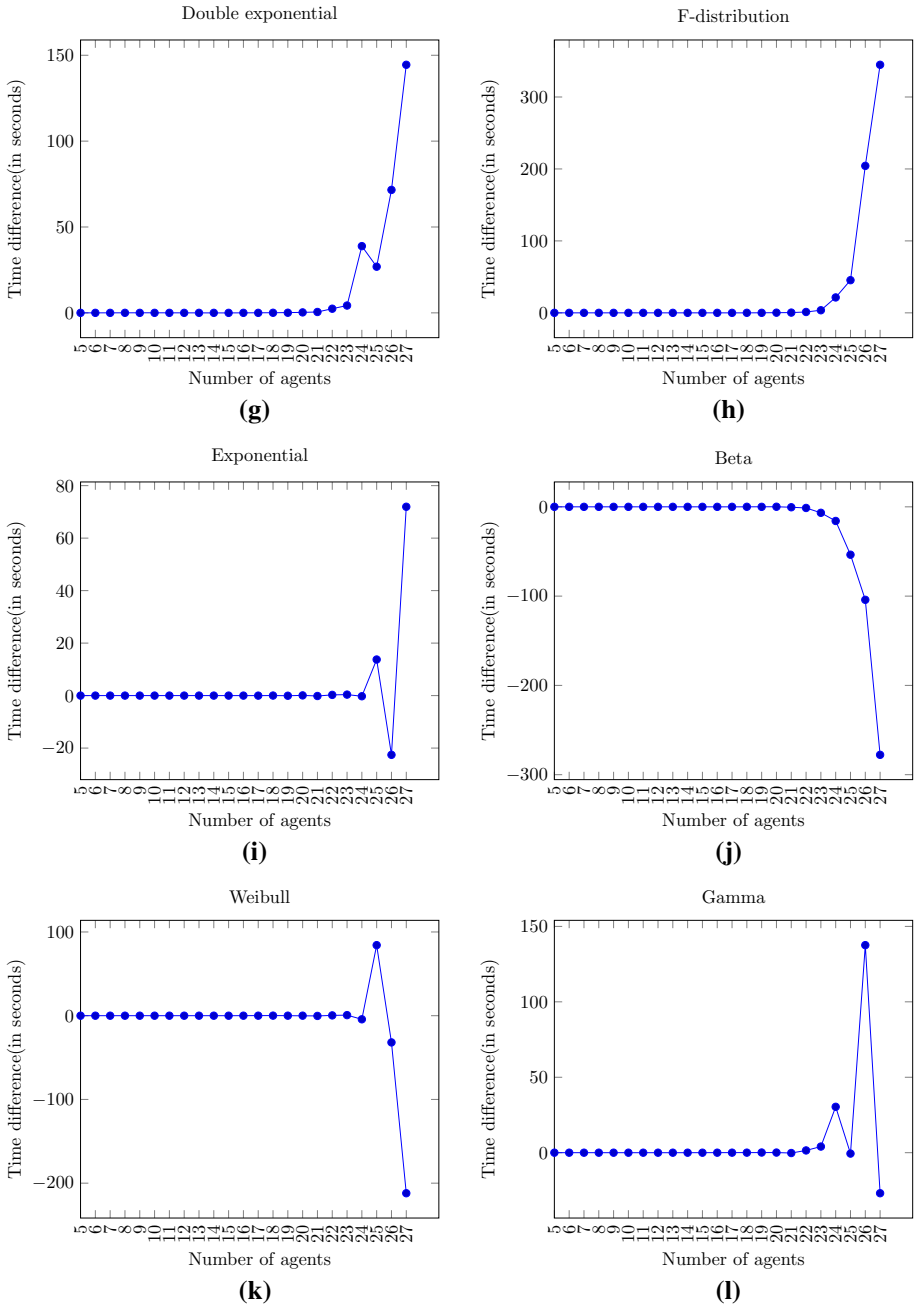 Double exponential
Time difference(in seconds)
150
100
50
0
5 6 7 8 9 10 11 12 13 14 15 16 17 18 19 20 21 22 23 24 25 26 27
Number of agents
(g)
F-distribution
Time difference(in seconds)
300
200
100
0
5 6 7 8 9 10 11 12 13 14 15 16 17 18 19 20 21 22 23 24 25 26 27
Number of agents
(h)
Exponential
Time difference(in seconds)
80
60
40
20
0
−20
5 6 7 8 9 10 11 12 13 14 15 16 17 18 19 20 21 22 23 24 25 26 27
Number of agents
(i)
Beta
Time difference(in seconds)
0
−100
−200
−300
5 6 7 8 9 10 11 12 13 14 15 16 17 18 19 20 21 22 23 24 25 26 27
Number of agents
(j)
Weibull
Time difference(in seconds)
100
0
−100
−200
5 6 7 8 9 10 11 12 13 14 15 16 17 18 19 20 21 22 23 24 25 26 27
Number of agents
(k)
Gamma
Time difference(in seconds)
150
100
50
0
5 6 7 8 9 10 11 12 13 14 15 16 17 18 19 20 21 22 23 24 25 26 27
Number of agents
(l)